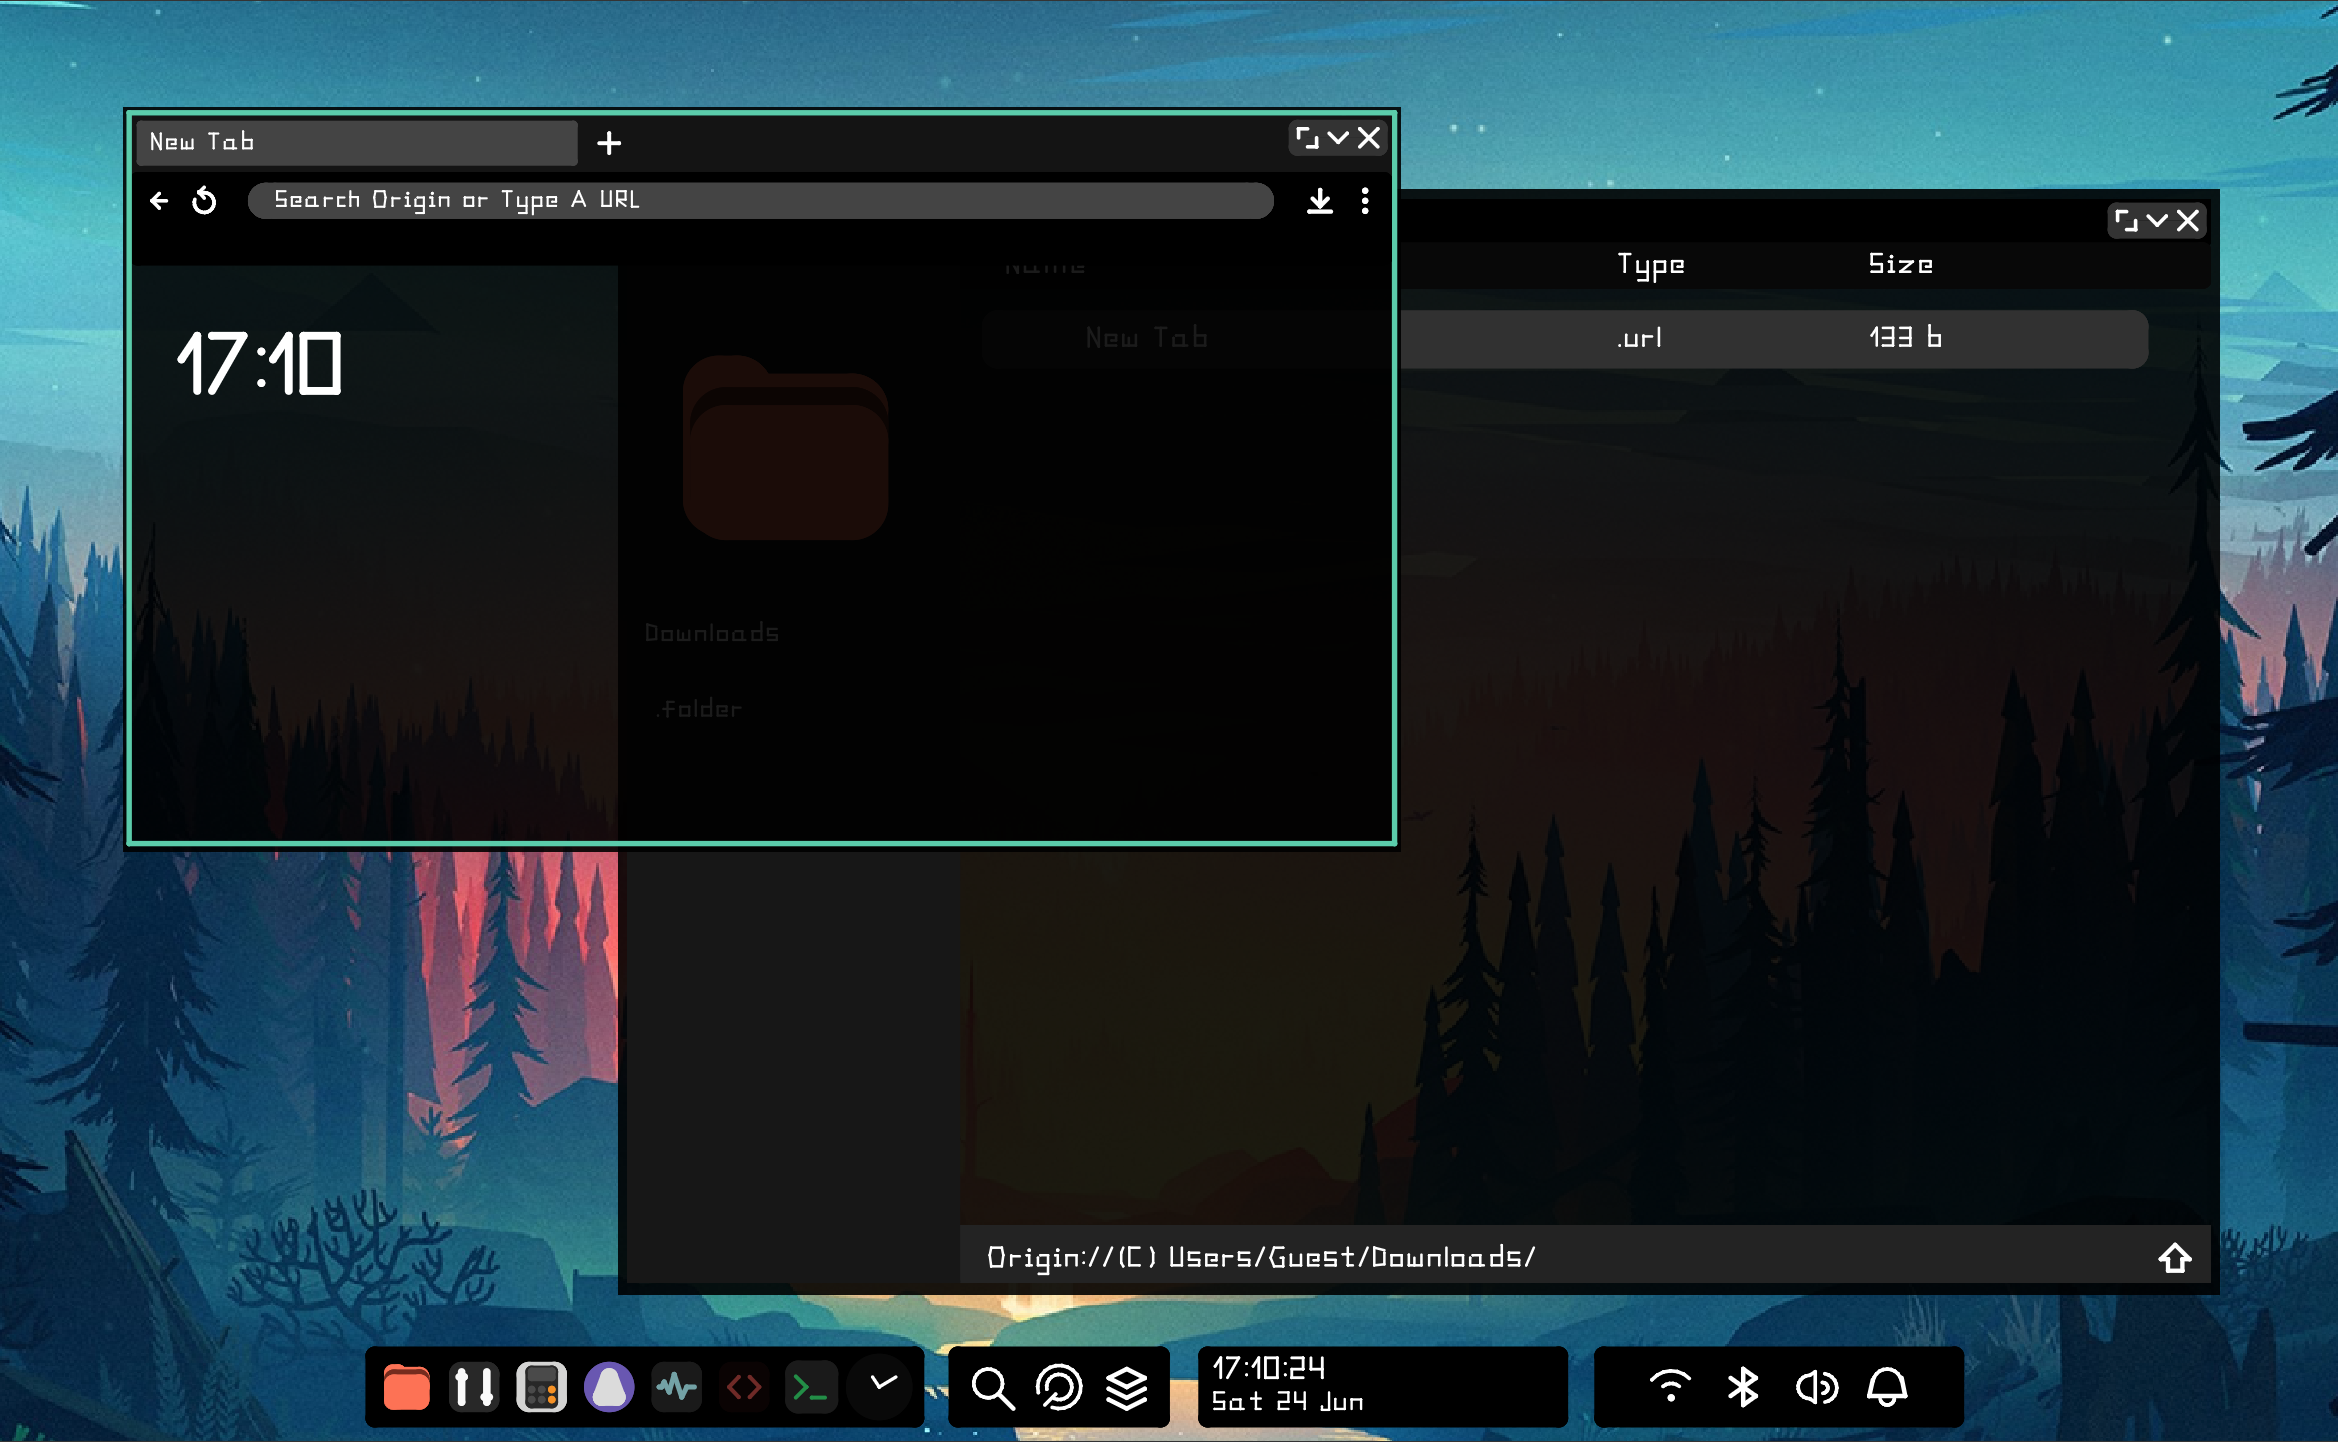 New Tab
Search Origin or Type A URL
17:10
Name
Type
Size
New Tab
.url
133 b
Downloads
.folder
Origin://(C) Users/Guest/Downloads/
17:10:24
Sat 24 Jun